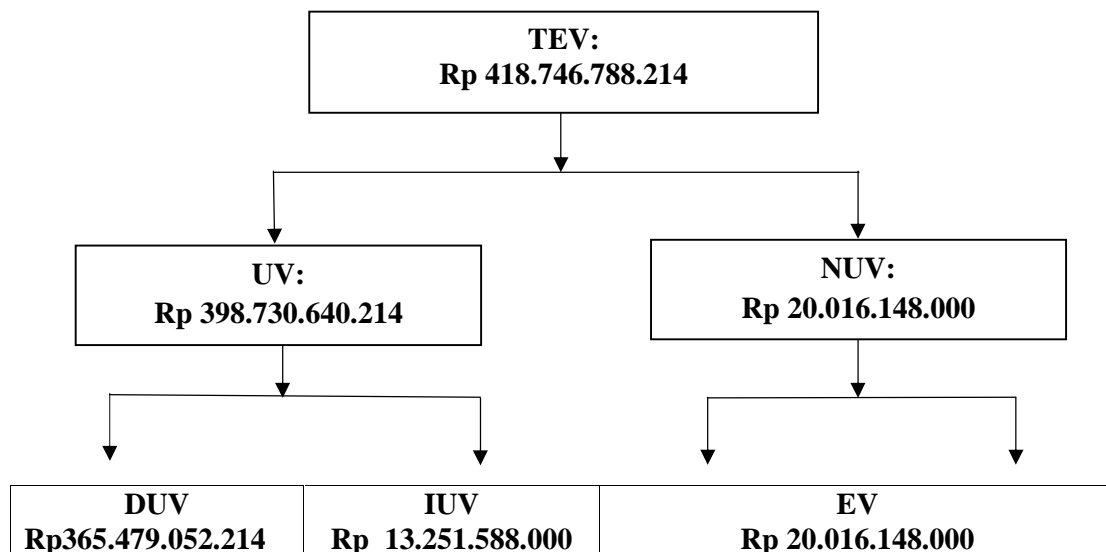 TEV:
Rp 418.746.788.214
UV:
Rp 398.730.640.214
NUV:
Rp 20.016.148.000
DUV
Rp365.479.052.214
IUV
Rp 13.251.588.000
EV
Rp 20.016.148.000